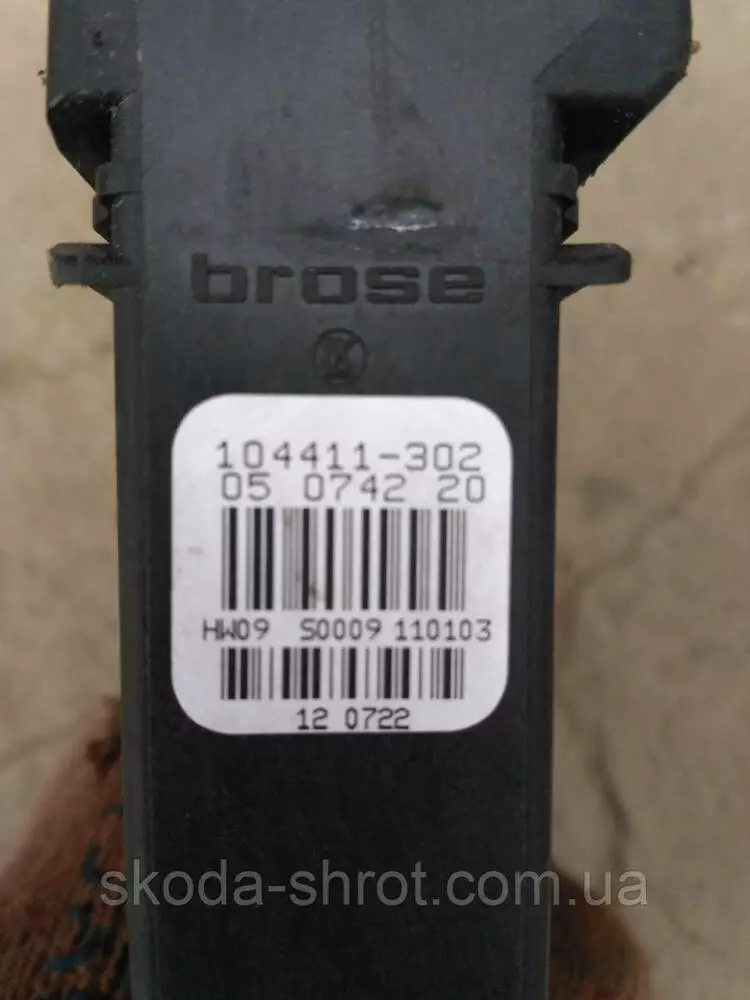 brose
104411-302
05 0742 20
HW09 S0009 110103
12 0722
skoda-shrot.com.ua